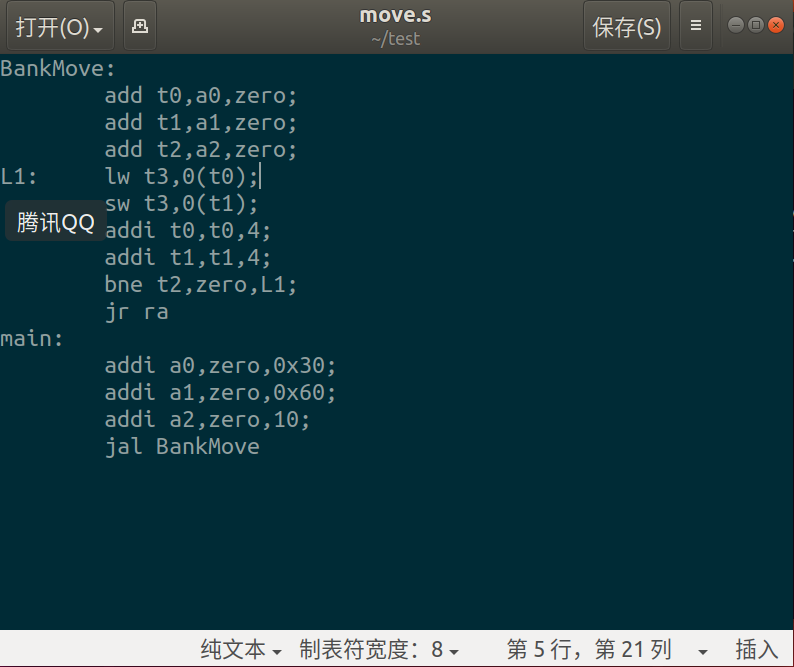 打开(O)
move.s
~/test
保存(S)
BankMove:
add t0,a0,zero;
add t1,a1,zero;
add t2,a2,zero;
L1: lw t3,0(t0);
sw t3,0(t1);
腾讯QQ
addi t0,t0,4;
addi t1,t1,4;
bne t2,zero,L1;
jr ra
main:
addi a0,zero,0x30;
addi a1,zero,0x60;
addi a2,zero,10;
jal BankMove
纯文本 制表符宽度：8 第 5 行，第 21 列 插入